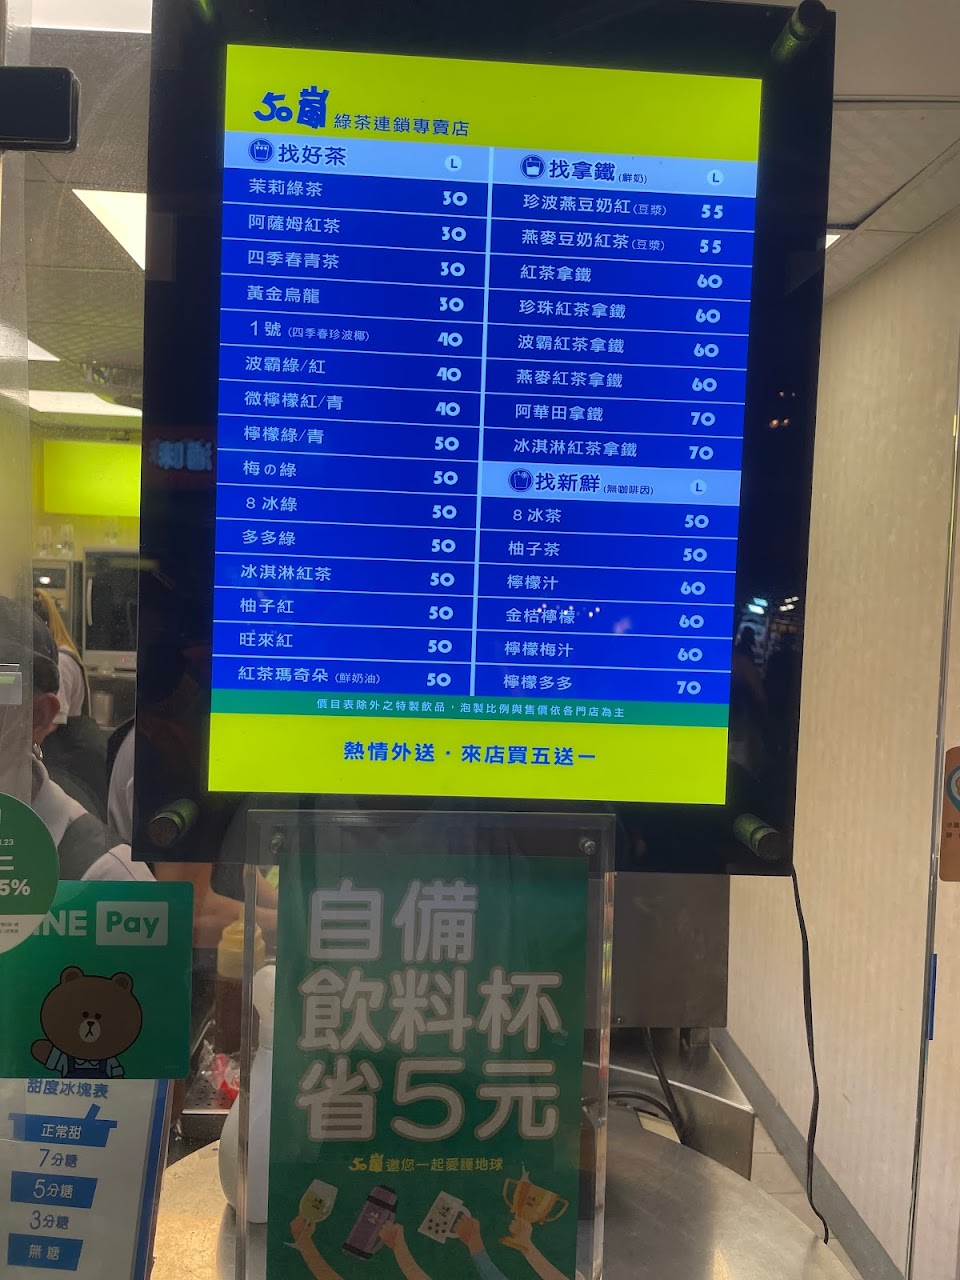 50嵐 綠茶連鎖專賣店
找好茶 L
茉莉綠茶 30
阿薩姆紅茶 30
四季春青茶 30
黃金烏龍 30
1號 (四季春珍波椰) 40
波霸綠/紅 40
微檸檬紅/青 40
檸檬綠/青 50
梅の綠 50
8冰綠 50
多多綠 50
冰淇淋紅茶 50
柚子紅 50
旺來紅 50
紅茶瑪奇朵 (鮮奶油) 50
找拿鐵 (鮮奶) L
珍波燕豆奶紅 (豆漿) 55
燕麥豆奶紅茶 (豆漿) 55
紅茶拿鐵 60
珍珠紅茶拿鐵 60
波霸紅茶拿鐵 60
燕麥紅茶拿鐵 60
阿華田拿鐵 70
冰淇淋紅茶拿鐵 70
找新鮮 (無咖啡因) L
8冰茶 50
柚子茶 50
檸檬汁 60
金桔檸檬 60
檸檬梅汁 60
檸檬多多 70
價目表除外之特製飲品，泡製比例與售價依各門店為主
熱情外送·來店買五送一
自備
飲料杯
省5元
50嵐 邀您一起愛護地球
.23
5%
INE Pay
甜度冰塊表
正常甜
7分糖
5分糖
3分糖
無糖